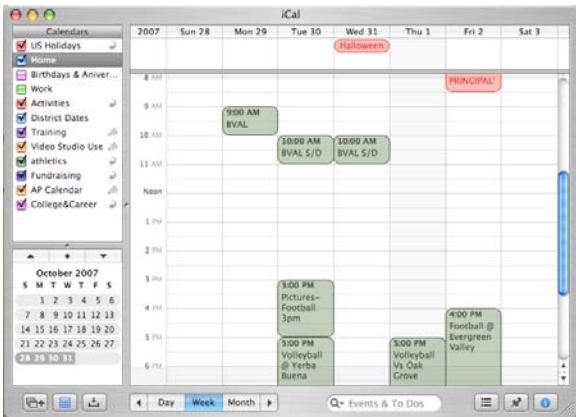 iCal
Calendars
US Holidays
Home
Birthdays & Anniver...
Work
Activities
District Dates
Training
Video Studio Use
athletics
Fundraising
AP Calendar
College&Career
October 2007
S M T W T F S
1 2 3 4 5 6
7 8 9 10 11 12 13
14 15 16 17 18 19 20
21 22 23 24 25 26 27
28 29 30 31
2007 Sun 28 Mon 29 Tue 30 Wed 31 Thu 1 Fri 2 Sat 3
Halloween
8 AM
PRINCIPAL'
9 AM
9:00 AM
BVAL
10 AM
10:00 AM
BVAL S/D
10:00 AM
BVAL S/D
11 AM
Noon
1 PM
2 PM
3 PM
3:00 PM
Pictures-
Football
3pm
4 PM
4:00 PM
Football @
Evergreen
Valley
5 PM
5:00 PM
Volleyball
@ Yerba
Buena
5:00 PM
Volleyball
Vs Oak
Grove
6 PM
Day Week Month
Events & To Dos